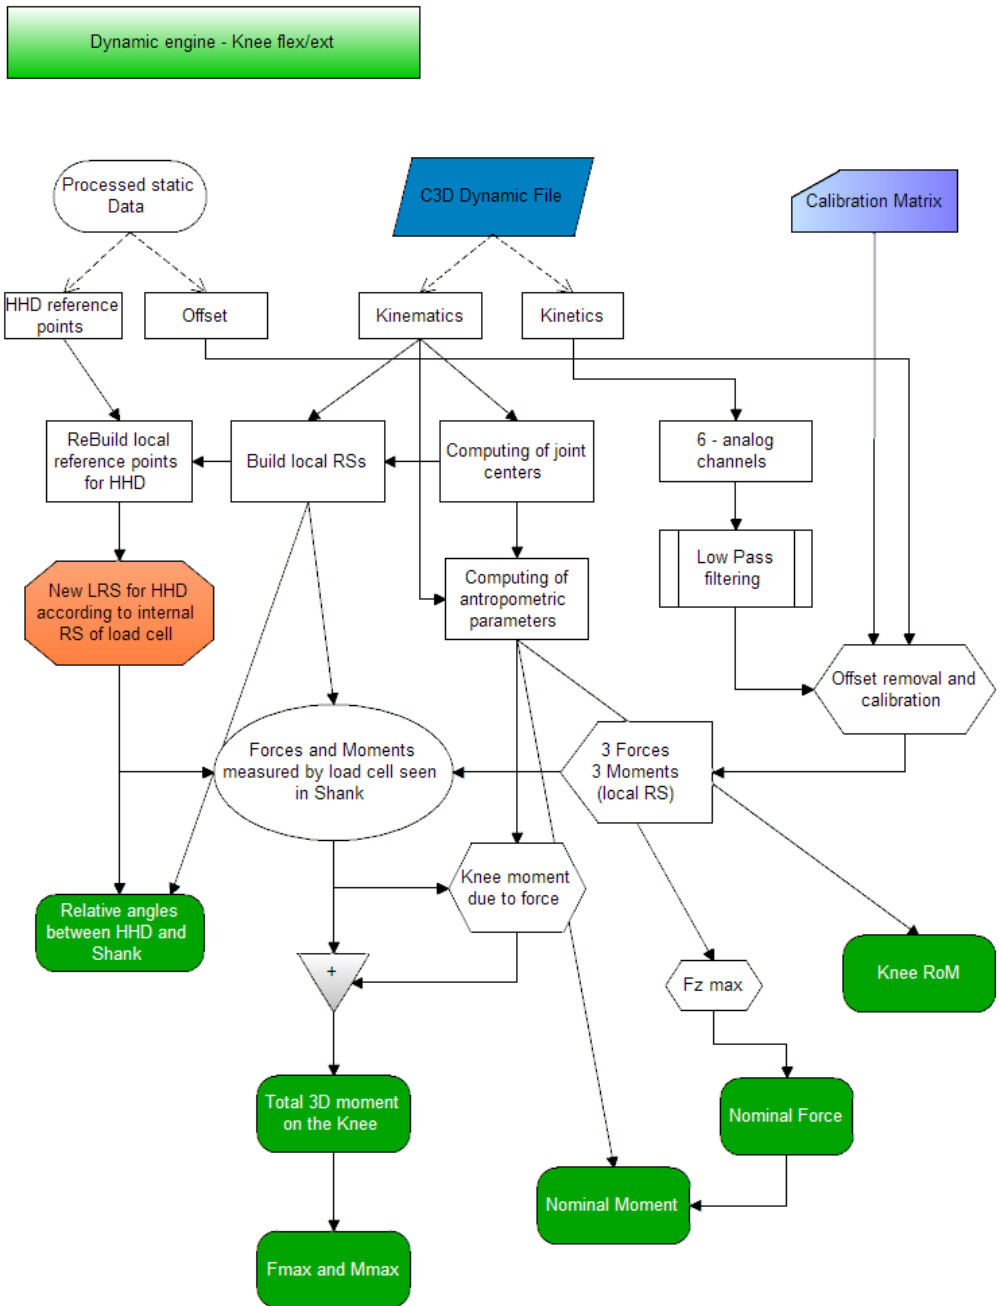 Dynamic engine - Knee flex/ext
Processed static
Data
C3D Dynamic File
Calibration Matrix
HHD reference
points
Offset
Kinematics
Kinetics
ReBuild local
reference points
for HHD
Build local RSs
Computing of joint
centers
6 - analog
channels
Low Pass
filtering
New LRS for HHD
according to internal
RS of load cell
Computing of
antropometric
parameters
Offset removal and
calibration
Forces and Moments
measured by load cell seen
in Shank
3 Forces
3 Moments
(local RS)
Knee moment
due to force
Relative angles
between HHD and
Shank
+
Fz max
Knee RoM
Total 3D moment
on the Knee
Nominal Force
Nominal Moment
Fmax and Mmax